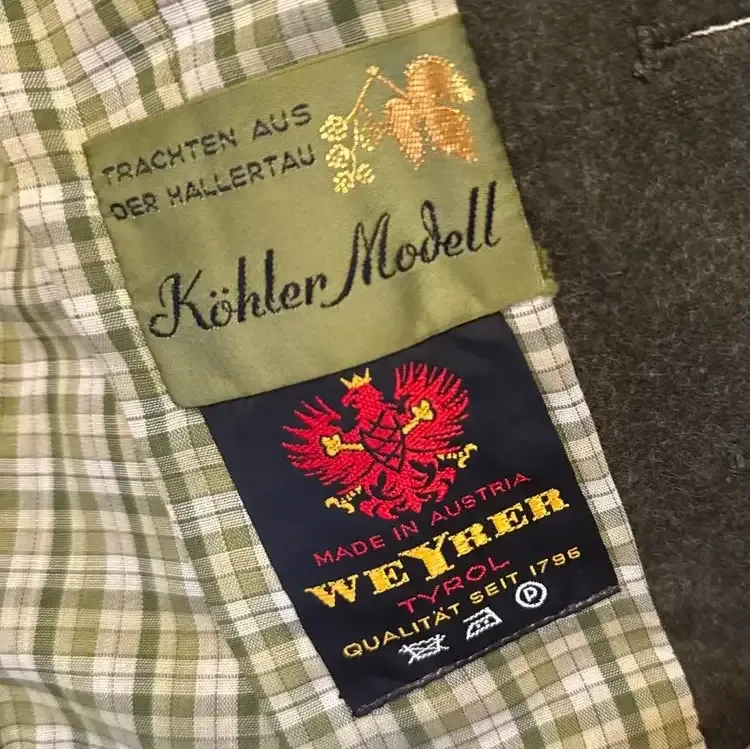 TRACHTEN AUS
DER HALLERTAU
Köhler Modell
MADE IN AUSTRIA
WEYRER
TYROL
QUALITÄT SEIT 1796
P